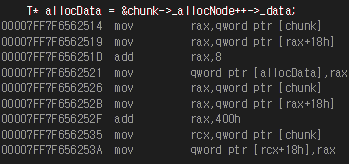 T* allocData = &chunk->_allocNode++->_data;
00007FF7F6562514 mov rax,qword ptr [chunk]
00007FF7F6562519 mov rax,qword ptr [rax+18h]
00007FF7F656251D add rax,8
00007FF7F6562521 mov qword ptr [allocData],rax
00007FF7F6562526 mov rax,qword ptr [chunk]
00007FF7F656252B mov rax,qword ptr [rax+18h]
00007FF7F656252F add rax,400h
00007FF7F6562535 mov rcx,qword ptr [chunk]
00007FF7F656253A mov qword ptr [rcx+18h],rax